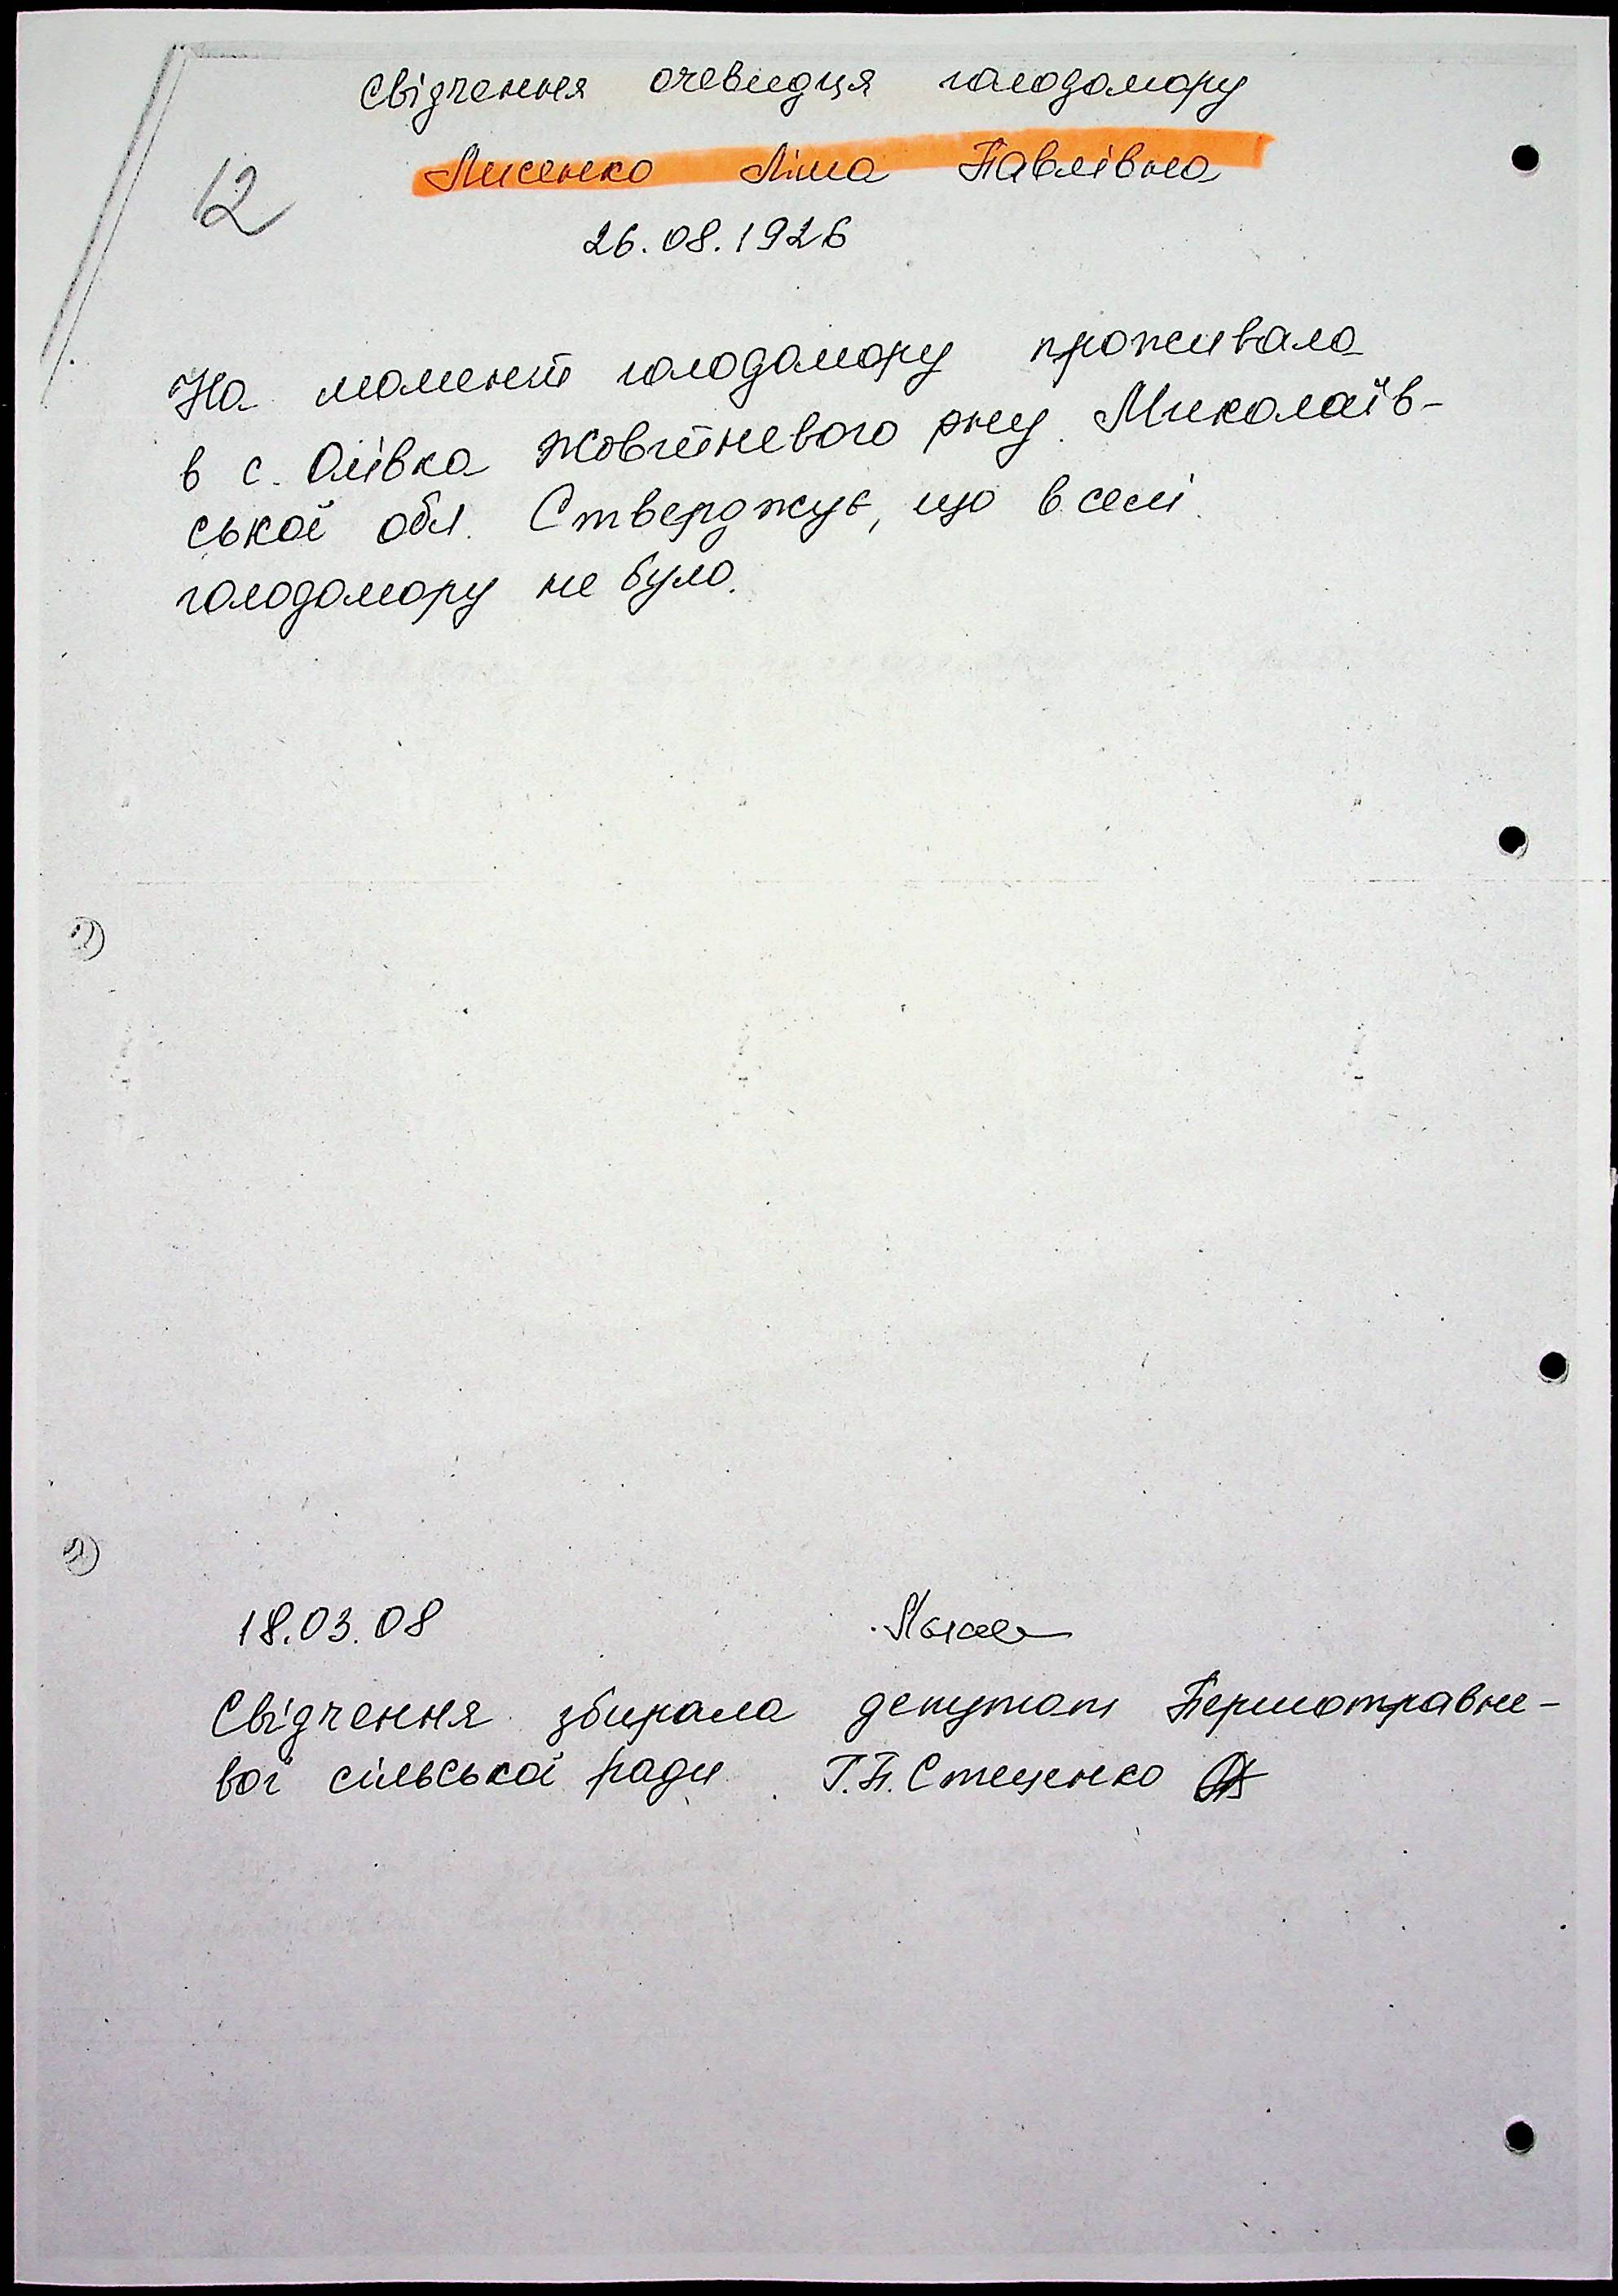 Свідчення очевидця голодомору
12
Лисенко Ліна Павлівна
26.08.1926
На момент голодомору проживала
в с. Оліівка Жовтневого р-ну Миколаїв-
ської обл. Стверджує, що в селі
голодомору не було.
18.03.08
Свідчення збирала депутат Першотравне-
вої сільської ради Г.П. Стеценко